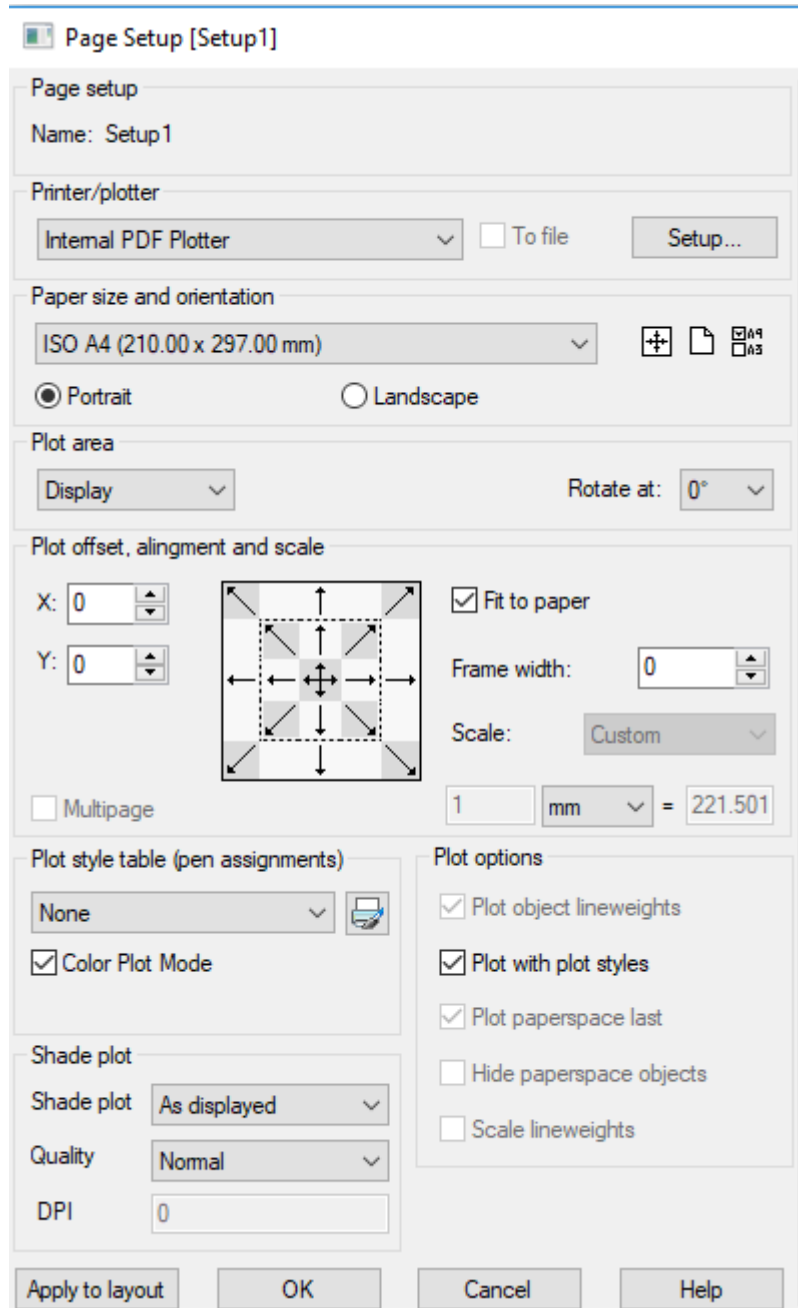 Page Setup [Setup1]
Page setup
Name: Setup1
Printer/plotter
Internal PDF Plotter
To file
Setup...
Paper size and orientation
ISO A4 (210.00 x 297.00 mm)
A4
A3
Portrait
Landscape
Plot area
Display
Rotate at: 0°
Plot offset, alingment and scale
X: 0
Fit to paper
Y: 0
Frame width: 0
Scale: Custom
Multipage
1 mm = 221.501
Plot style table (pen assignments)
None
Color Plot Mode
Plot options
Plot object lineweights
Plot with plot styles
Plot paperspace last
Hide paperspace objects
Scale lineweights
Shade plot
Shade plot As displayed
Quality Normal
DPI 0
Apply to layout OK Cancel Help